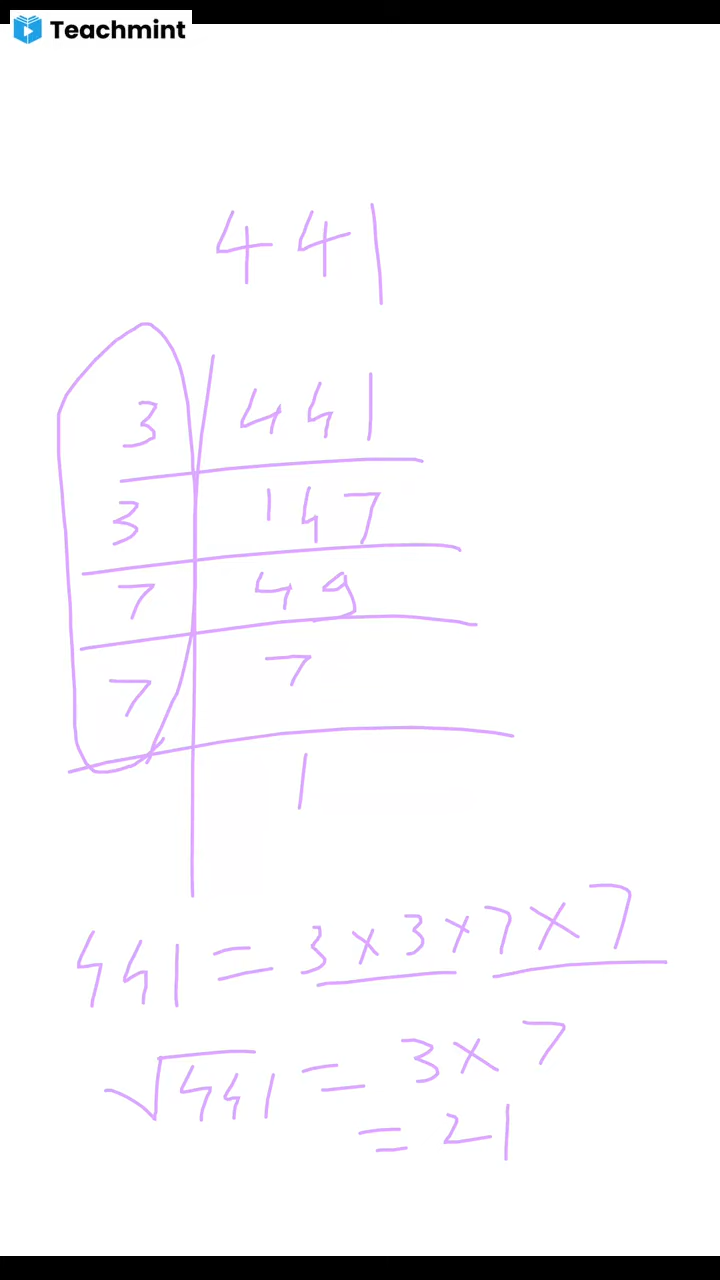 Teachmint
441
3 | 441
3 | 147
7 | 49
7 | 7
1
441 = 3 × 3 × 7 × 7
√441 = 3 × 7
= 21